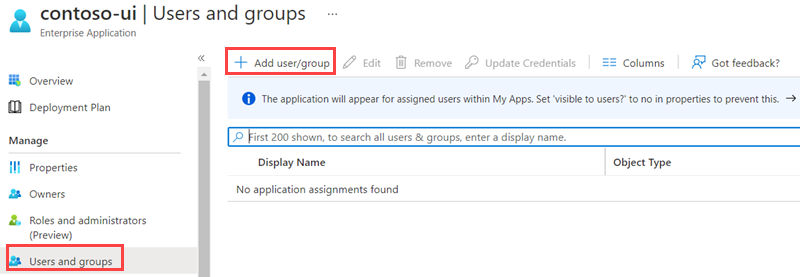 contoso-ui | Users and groups ...
Enterprise Application
«
Overview
Deployment Plan
Manage
Properties
Owners
Roles and administrators
(Preview)
Users and groups
+ Add user/group Edit Remove Update Credentials Columns Got feedback?
The application will appear for assigned users within My Apps. Set 'visible to users?' to no in properties to prevent this. →
First 200 shown, to search all users & groups, enter a display name.
Display Name Object Type
No application assignments found